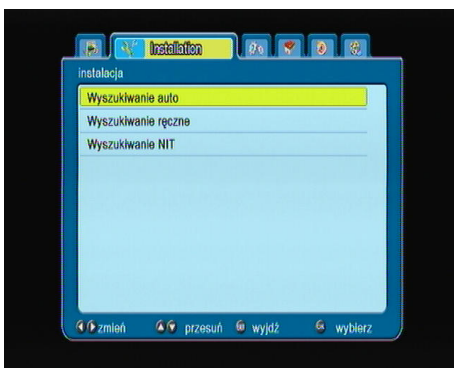 Installation
instalacja
Wyszukiwanie auto
Wyszukiwanie ręczne
Wyszukiwanie NIT
zmień przesuń wyjdź wybierz